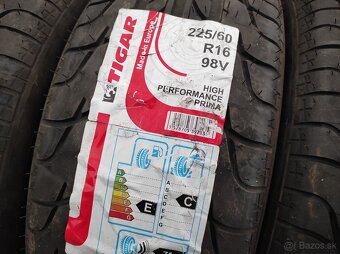 TIGAR
Made in Europe
225/60
R16
98V
HIGH
PERFORMANCE
PRIMA
A
B
C
D
E
F
G
E
C
bazos.sk